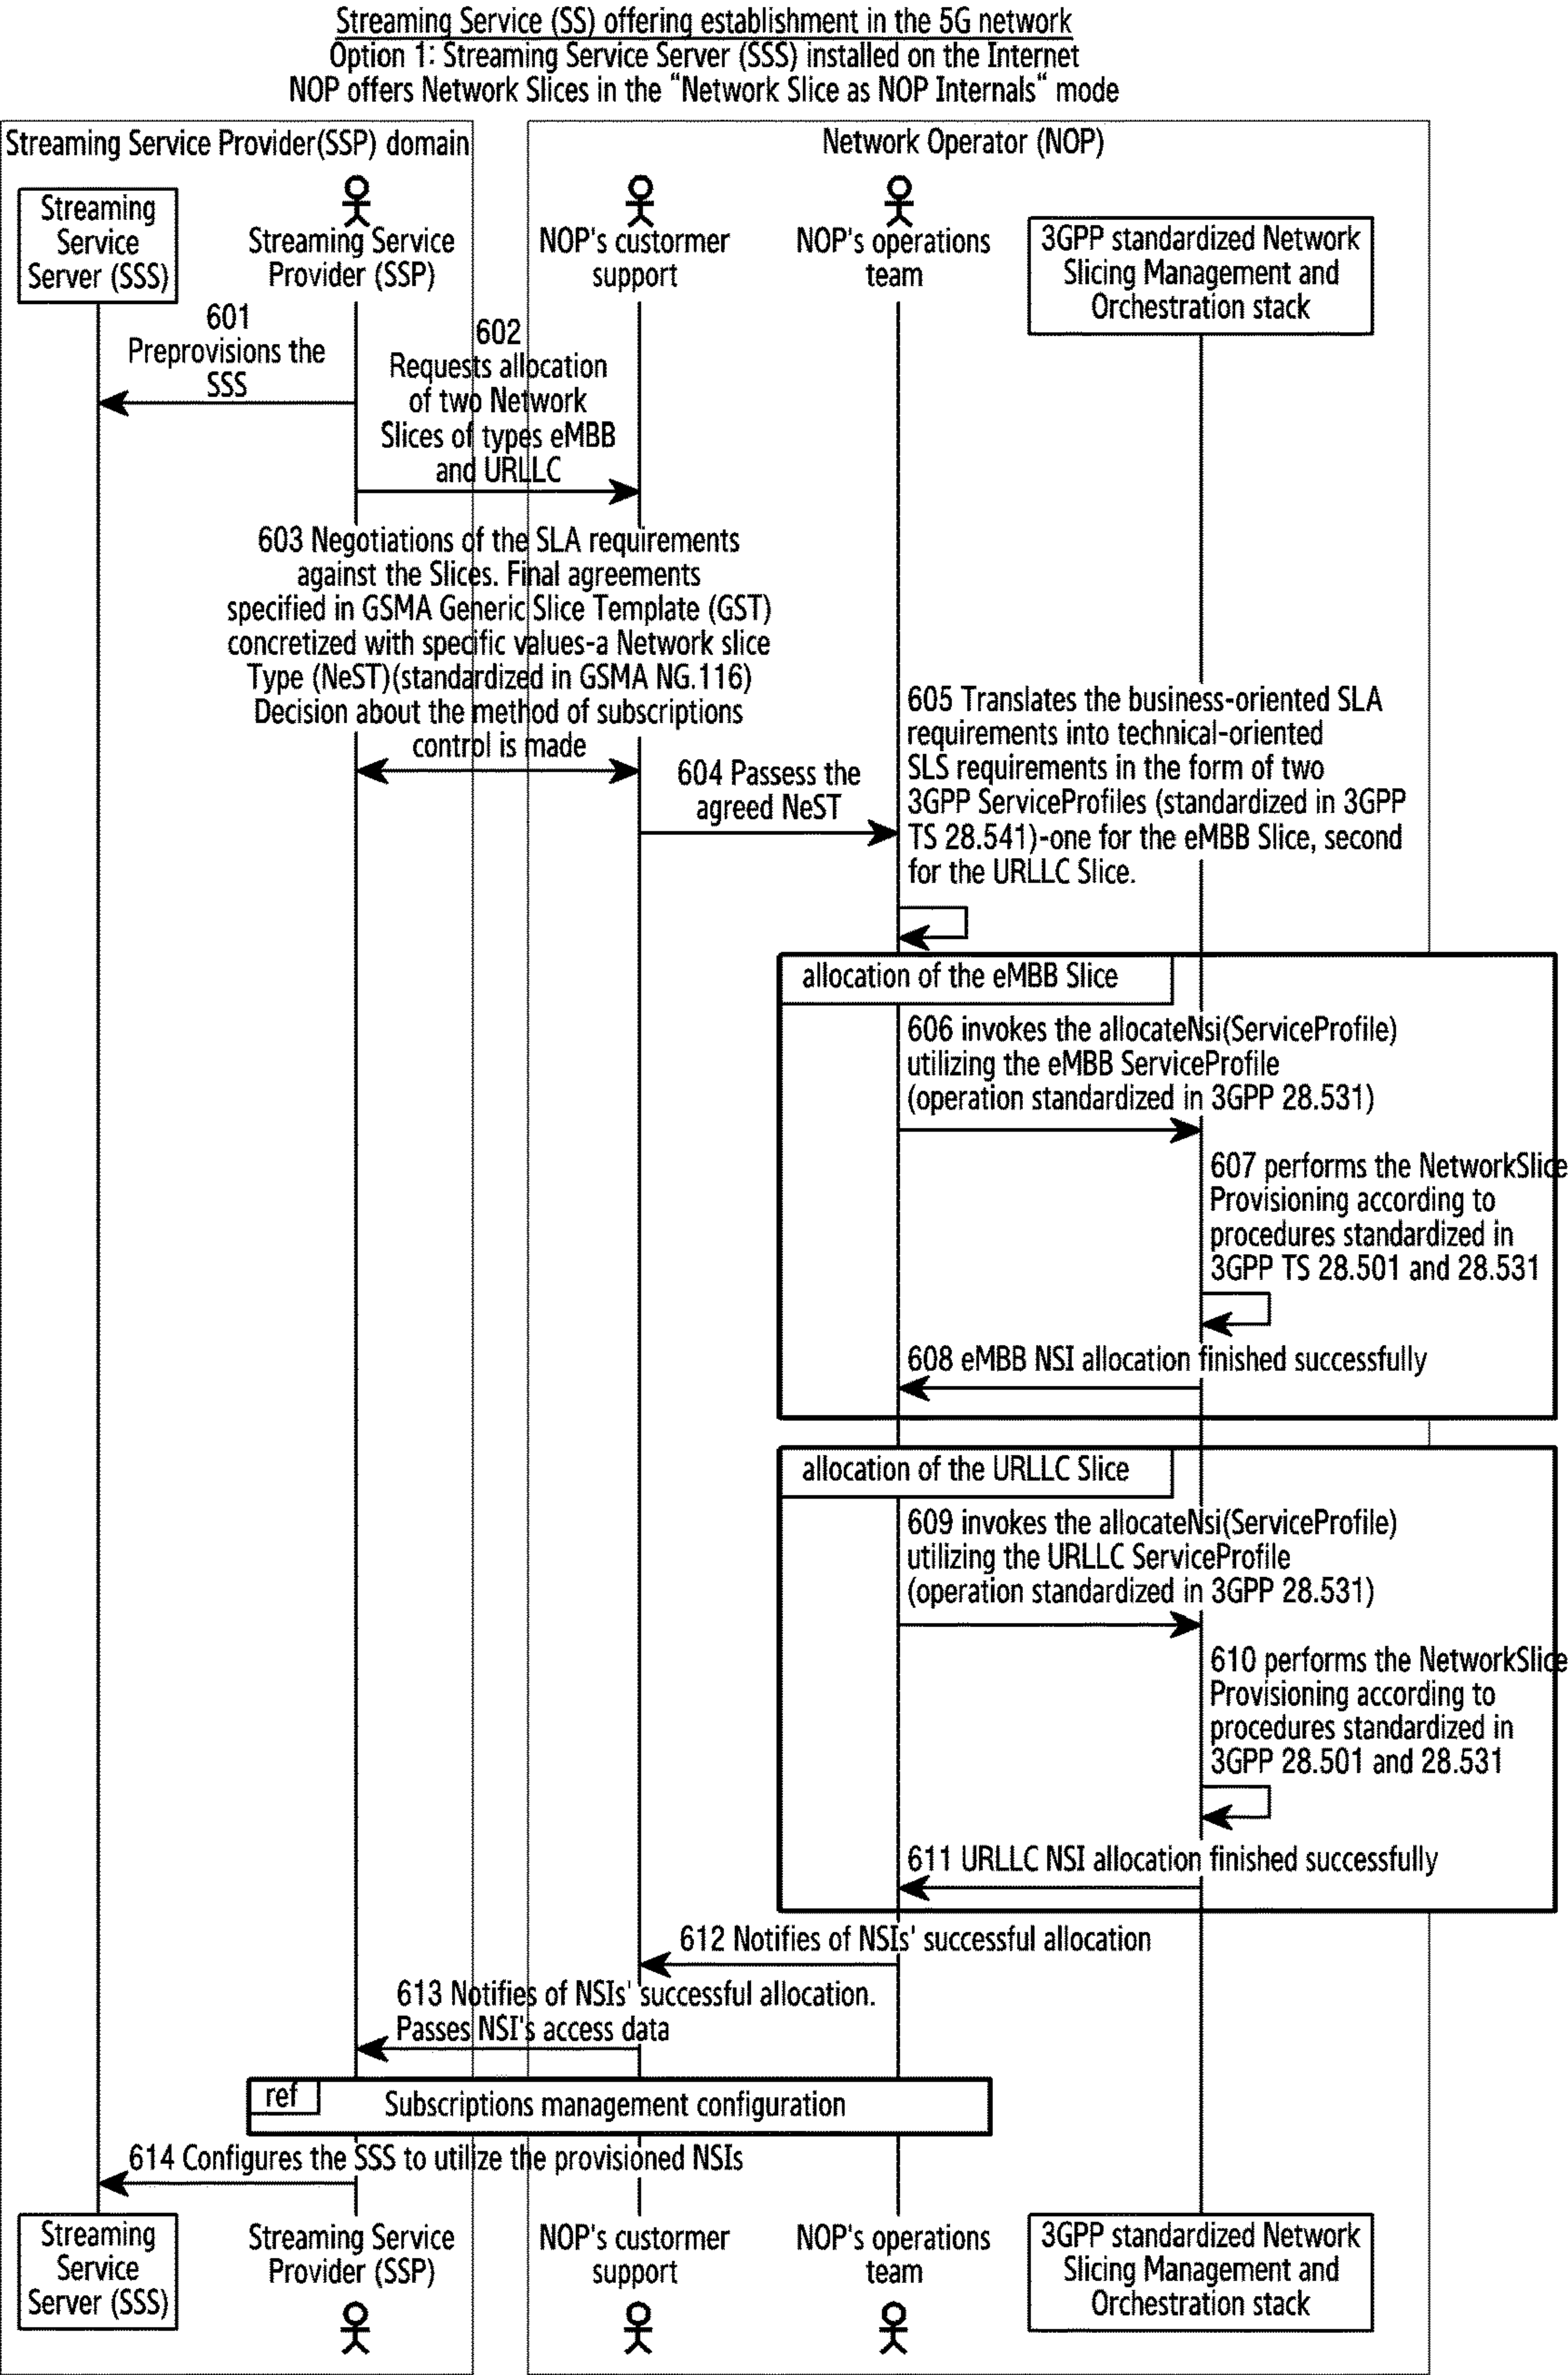 Streaming Service (SS) offering establishment in the 5G network
Option 1: Streaming Service Server (SSS) installed on the Internet
NOP offers Network Slices in the “Network Slice as NOP Internals“ mode
Streaming Service Provider(SSP) domain
Network Operator (NOP)
Streaming
Service
Server (SSS)
Streaming Service
Provider (SSP)
NOP's custormer
support
NOP's operations
team
3GPP standardized Network
Slicing Management and
Orchestration stack
601
Preprovisions the
SSS
602
Requests allocation
of two Network
Slices of types eMBB
and URLLC
603 Negotiations of the SLA requirements
against the Slices. Final agreements
specified in GSMA Generic Slice Template (GST)
concretized with specific values-a Network slice
Type (NeST)(standardized in GSMA NG.116)
Decision about the method of subscriptions
control is made
604 Passess the
agreed NeST
605 Translates the business-oriented SLA
requirements into technical-oriented
SLS requirements in the form of two
3GPP ServiceProfiles (standardized in 3GPP
TS 28.541)-one for the eMBB Slice, second
for the URLLC Slice.
allocation of the eMBB Slice
606 invokes the allocateNsi(ServiceProfile)
utilizing the eMBB ServiceProfile
(operation standardized in 3GPP 28.531)
607 performs the NetworkSlice
Provisioning according to
procedures standardized in
3GPP TS 28.501 and 28.531
608 eMBB NSI allocation finished successfully
allocation of the URLLC Slice
609 invokes the allocateNsi(ServiceProfile)
utilizing the URLLC ServiceProfile
(operation standardized in 3GPP 28.531)
610 performs the NetworkSlice
Provisioning according to
procedures standardized in
3GPP 28.501 and 28.531
611 URLLC NSI allocation finished successfully
612 Notifies of NSIs' successful allocation
613 Notifies of NSIs' successful allocation.
Passes NSI's access data
ref
Subscriptions management configuration
614 Configures the SSS to utilize the provisioned NSIs
Streaming
Service
Server (SSS)
Streaming Service
Provider (SSP)
NOP's custormer
support
NOP's operations
team
3GPP standardized Network
Slicing Management and
Orchestration stack